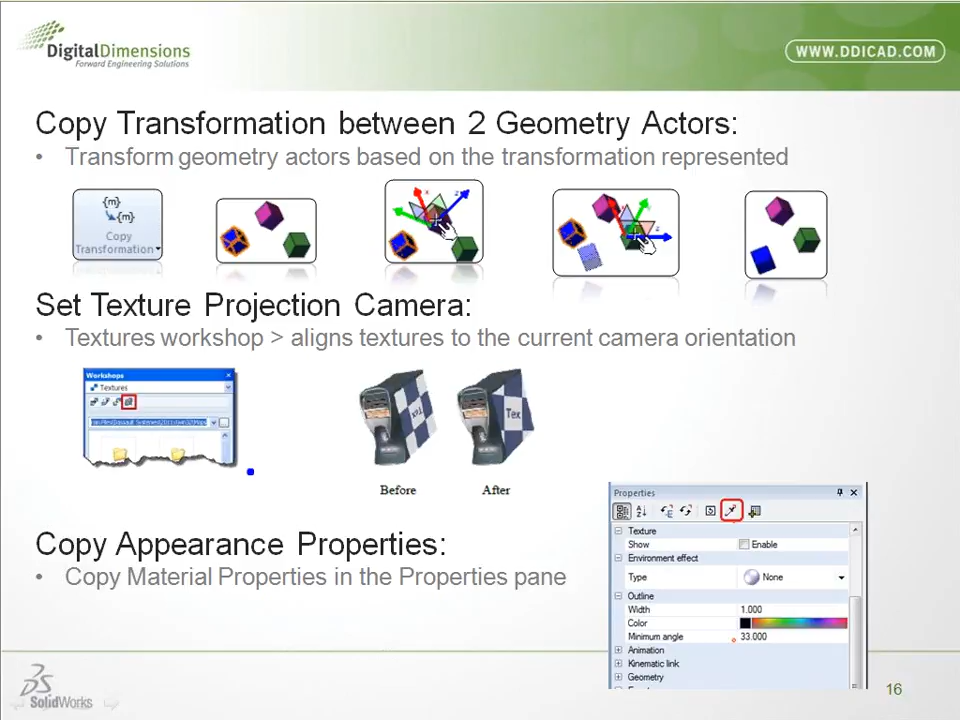 DigitalDimensions
Forward Engineering Solutions
WWW.DDICAD.COM
Copy Transformation between 2 Geometry Actors:
• Transform geometry actors based on the transformation represented
{m}
{m}
Copy
Transformation
Set Texture Projection Camera:
• Textures workshop > aligns textures to the current camera orientation
Workshops
Textures
Tex
Tex
Before
After
Copy Appearance Properties:
• Copy Material Properties in the Properties pane
Properties
Texture
Show Enable
Environment effect
Type None
Outline
Width 1.000
Color
Minimum angle 33.000
Animation
Kinematic link
Geometry
SolidWorks
16